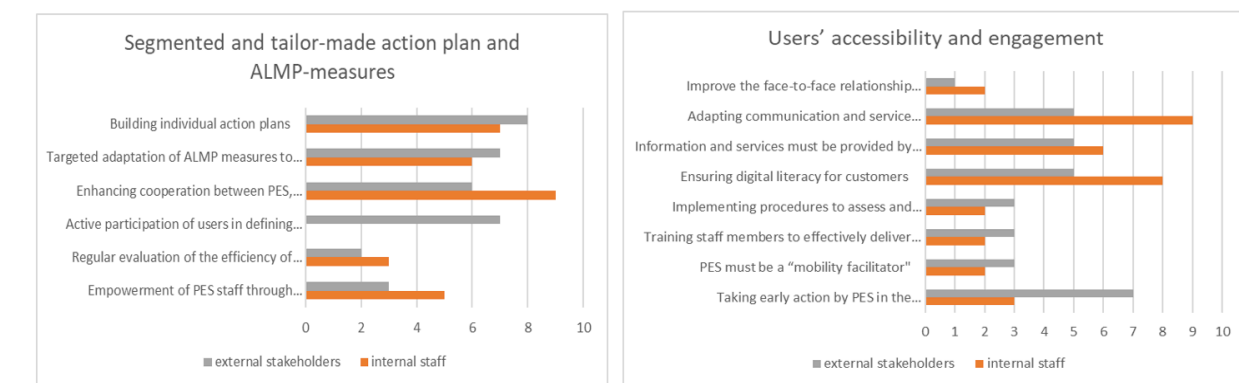 Segmented and tailor-made action plan and
ALMP-measures
Building individual action plans
Targeted adaptation of ALMP measures to…
Enhancing cooperation between PES,…
Active participation of users in defining…
Regular evaluation of the efficiency of…
Empowerment of PES staff through…
0 2 4 6 8 10
external stakeholders internal staff
Users' accessibility and engagement
Improve the face-to-face relationship…
Adapting communication and service…
Information and services must be provided by…
Ensuring digital literacy for customers
Implementing procedures to assess and…
Training staff members to effectively deliver…
PES must be a “mobility facilitator"
Taking early action by PES in the…
0 1 2 3 4 5 6 7 8 9 10
external stakeholders internal staff